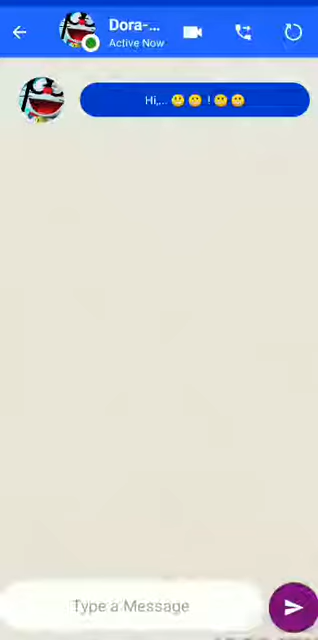 Dora-...
Active Now
Hi,... 😬😬 ! 😬😬
Type a Message